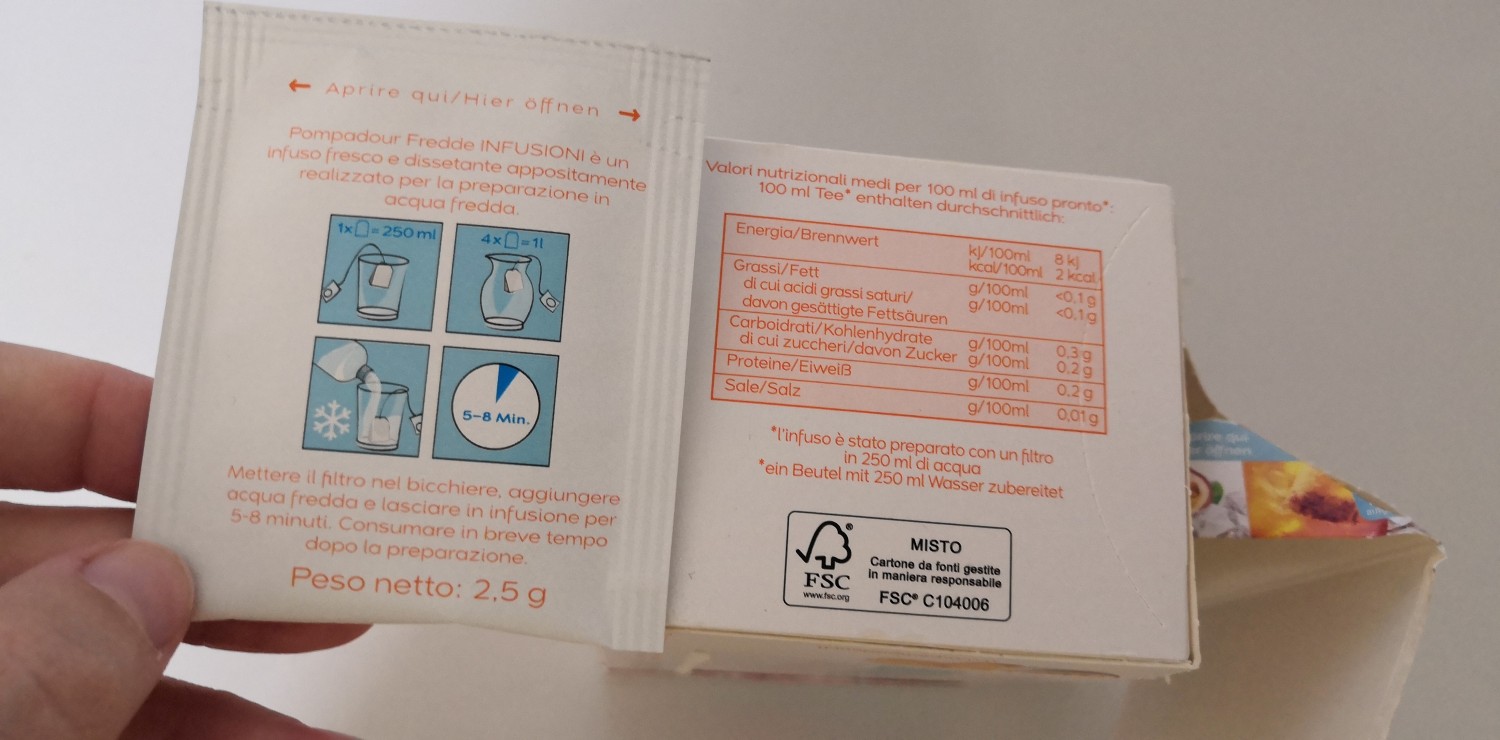 ← Aprire qui/Hier öffnen →
Pompadour Fredde INFUSIONI è un
infuso fresco e dissetante appositamente
realizzato per la preparazione in
acqua fredda.
1x = 250 ml
4x = 1l
5-8 Min.
Mettere il filtro nel bicchiere, aggiungere
acqua fredda e lasciare in infusione per
5-8 minuti. Consumare in breve tempo
dopo la preparazione.
Peso netto: 2,5 g
Valori nutrizionali medi per 100 ml di infuso pronto*:
100 ml Tee* enthalten durchschnittlich:
Energia/Brennwert kJ/100ml 8 kJ
kcal/100ml 2 kcal
Grassi/Fett g/100ml <0,1 g
di cui acidi grassi saturi/ g/100ml <0,1 g
davon gesättigte Fettsäuren
Carboidrati/Kohlenhydrate g/100ml 0,3 g
di cui zuccheri/davon Zucker g/100ml 0,2 g
Proteine/Eiweiß g/100ml 0,2 g
Sale/Salz g/100ml 0,01 g
*l'infuso è stato preparato con un filtro
in 250 ml di acqua
*ein Beutel mit 250 ml Wasser zubereitet
FSC®
www.fsc.org
MISTO
Cartone da fonti gestite
in maniera responsabile
FSC® C104006
qui
öffnen